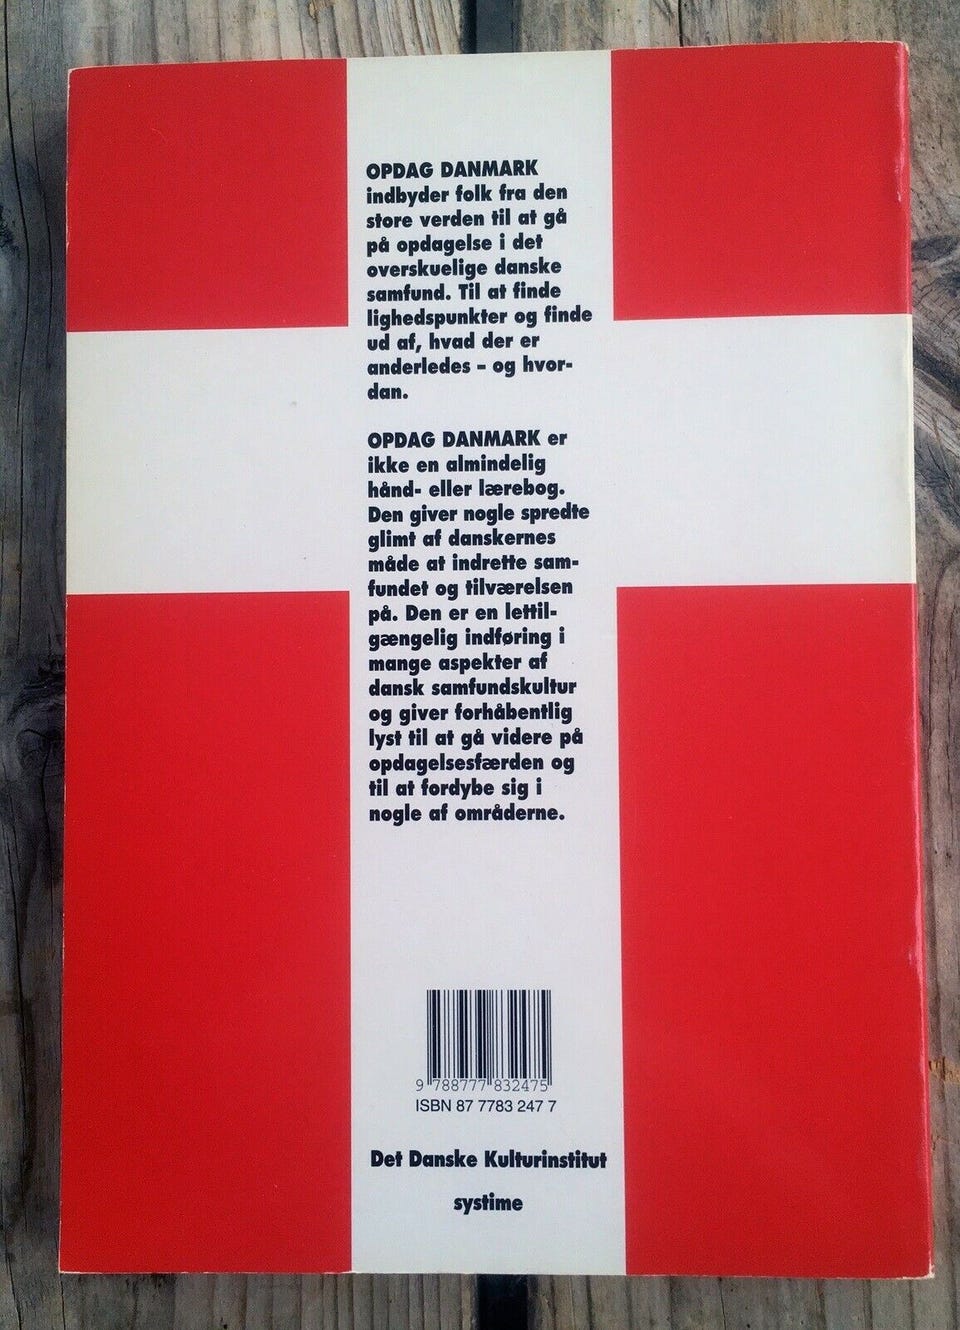 OPDAG DANMARK
indbyder folk fra den
store verden til at gå
på opdagelse i det
overskuelige danske
samfund. Til at finde
lighedspunkter og finde
ud af, hvad der er
anderledes – og hvor-
dan.
OPDAG DANMARK er
ikke en almindelig
hånd- eller lærebog.
Den giver nogle spredte
glimt af danskernes
måde at indrette sam-
fundet og tilværelsen
på. Den er en lettil-
gængelig indføring i
mange aspekter af
dansk samfundskultur
og giver forhåbentlig
lyst til at gå videre på
opdagelsesfærden og
til at fordybe sig i
nogle af områderne.
9 788777 832475
ISBN 87 7783 247 7
Det Danske Kulturinstitut
systime